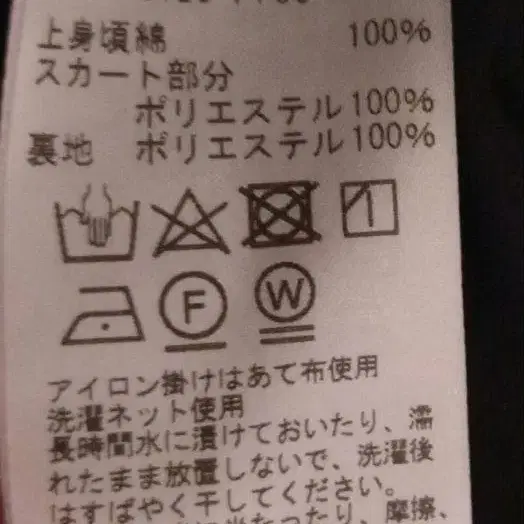 上身頃綿 100%
スカート部分
ポリエステル100%
裏地 ポリエステル100%
F W
アイロン掛けはあて布使用
洗濯ネット使用
長時間水に漬けておいたり、濡
れたまま放置しないで、洗濯後
はすばやく干してください。
摩擦、